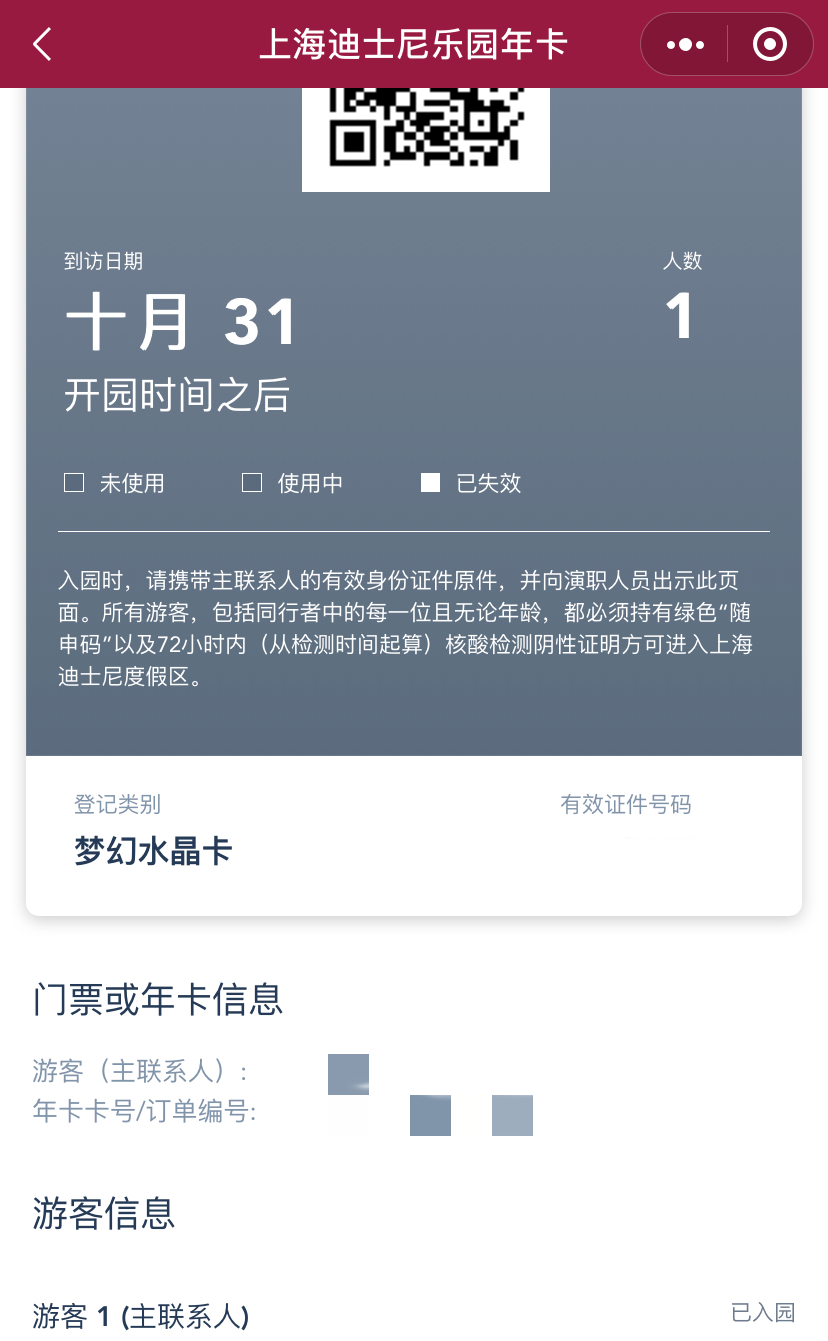 上海迪士尼乐园年卡
到访日期
人数
十月 31
1
开园时间之后
未使用
使用中
已失效
入园时，请携带主联系人的有效身份证件原件，并向演职人员出示此页
面。所有游客，包括同行者中的每一位且无论年龄，都必须持有绿色“随
申码“以及72小时内（从检测时间起算）核酸检测阴性证明方可进入上海
迪士尼度假区。
登记类别
有效证件号码
梦幻水晶卡
门票或年卡信息
游客（主联系人）:
年卡卡号/订单编号:
游客信息
游客 1 (主联系人)
已入园